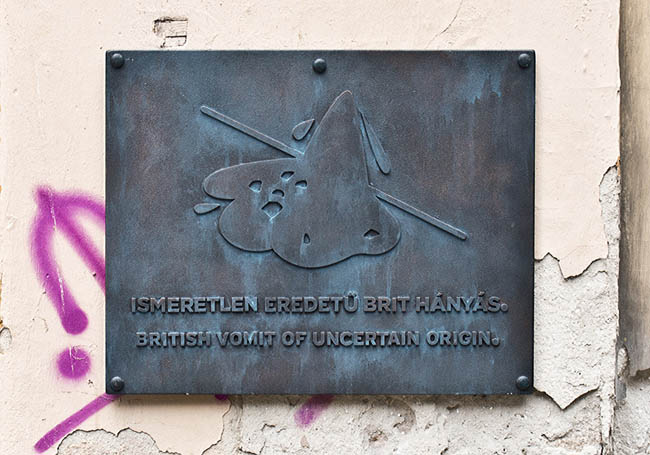 ISMERETLEN EREDETŰ BRIT HÁNYÁS.
BRITISH VOMIT OF UNCERTAIN ORIGIN.